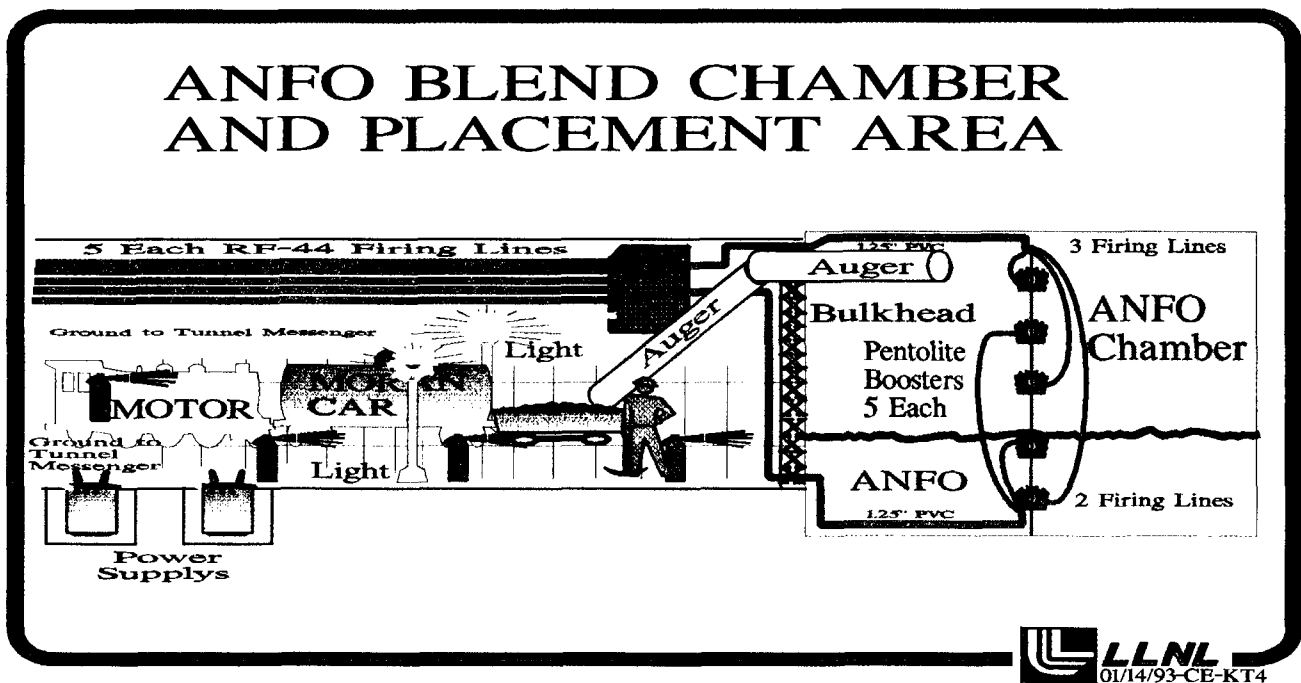 ANFO BLEND CHAMBER
AND PLACEMENT AREA
5 Each RF-44 Firing Lines
1.25" PVC
3 Firing Lines
Auger
Auger
Bulkhead
ANFO
Chamber
Ground to Tunnel Messenger
Light
Pentolite
Boosters
5 Each
MORAN
CAR
MOTOR
Ground to
Tunnel
Messenger
Light
ANFO
1.25" PVC
2 Firing Lines
Power
Supplys
LLNL
01/14/93-CE-KT4